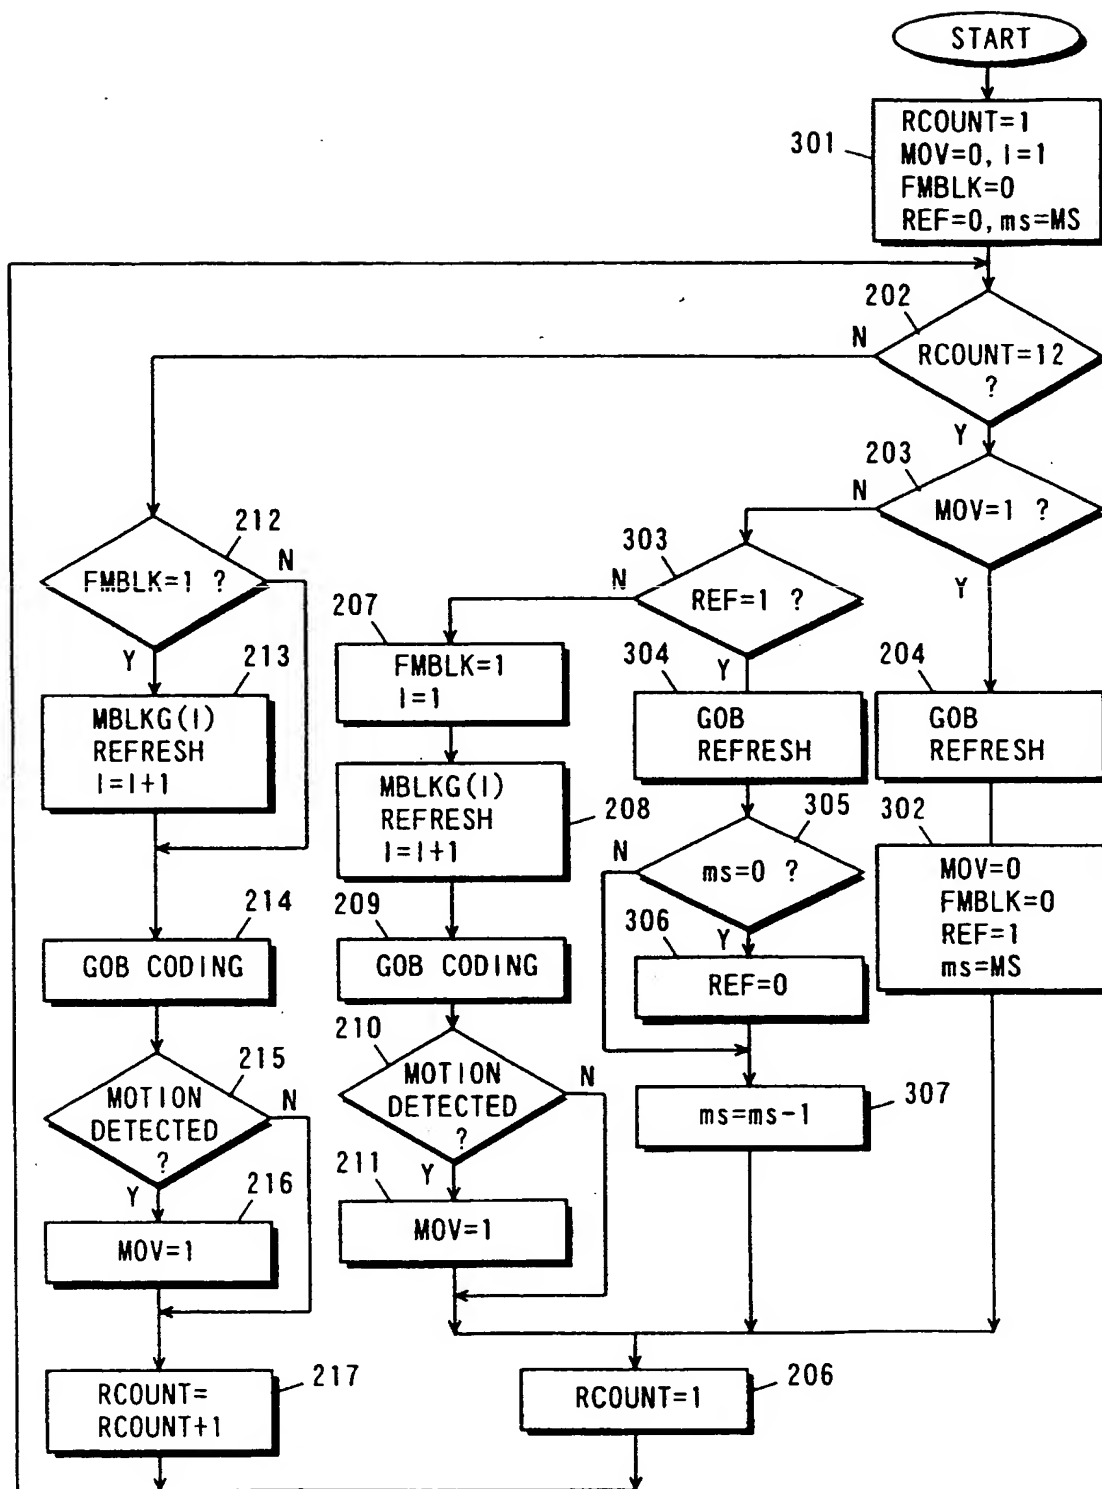 START
301
RCOUNT=1
MOV=0, I=1
FMBLK=0
REF=0, ms=MS
202
N
RCOUNT=12
?
Y
203
N
MOV=1 ?
Y
212
FMBLK=1 ?
N
Y
303
N
REF=1 ?
Y
207
FMBLK=1
I=1
304
GOB
REFRESH
204
GOB
REFRESH
213
MBLKG(I)
REFRESH
I=I+1
MBLKG(I)
REFRESH
I=I+1
208
305
N
ms=0 ?
Y
302
MOV=0
FMBLK=0
REF=1
ms=MS
214
GOB CODING
209
GOB CODING
306
REF=0
215
MOTION
DETECTED
?
N
Y
210
MOTION
DETECTED
?
N
Y
ms=ms-1
307
216
MOV=1
211
MOV=1
RCOUNT=
RCOUNT+1
217
RCOUNT=1
206